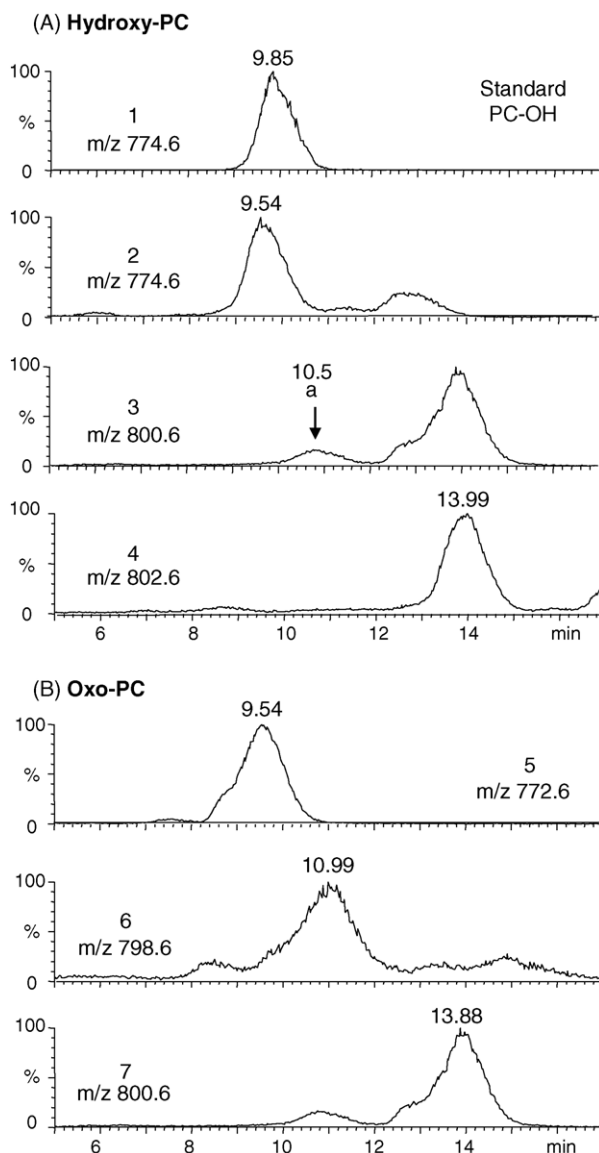 (A) Hydroxy-PC
9.85
100
%
0
1
m/z 774.6
Standard
PC-OH
9.54
100
%
0
2
m/z 774.6
10.5
a
100
%
0
3
m/z 800.6
13.99
100
%
0
4
m/z 802.6
6 8 10 12 14 min
(B) Oxo-PC
9.54
100
%
0
5
m/z 772.6
10.99
100
%
0
6
m/z 798.6
13.88
100
%
0
7
m/z 800.6
6 8 10 12 14 min